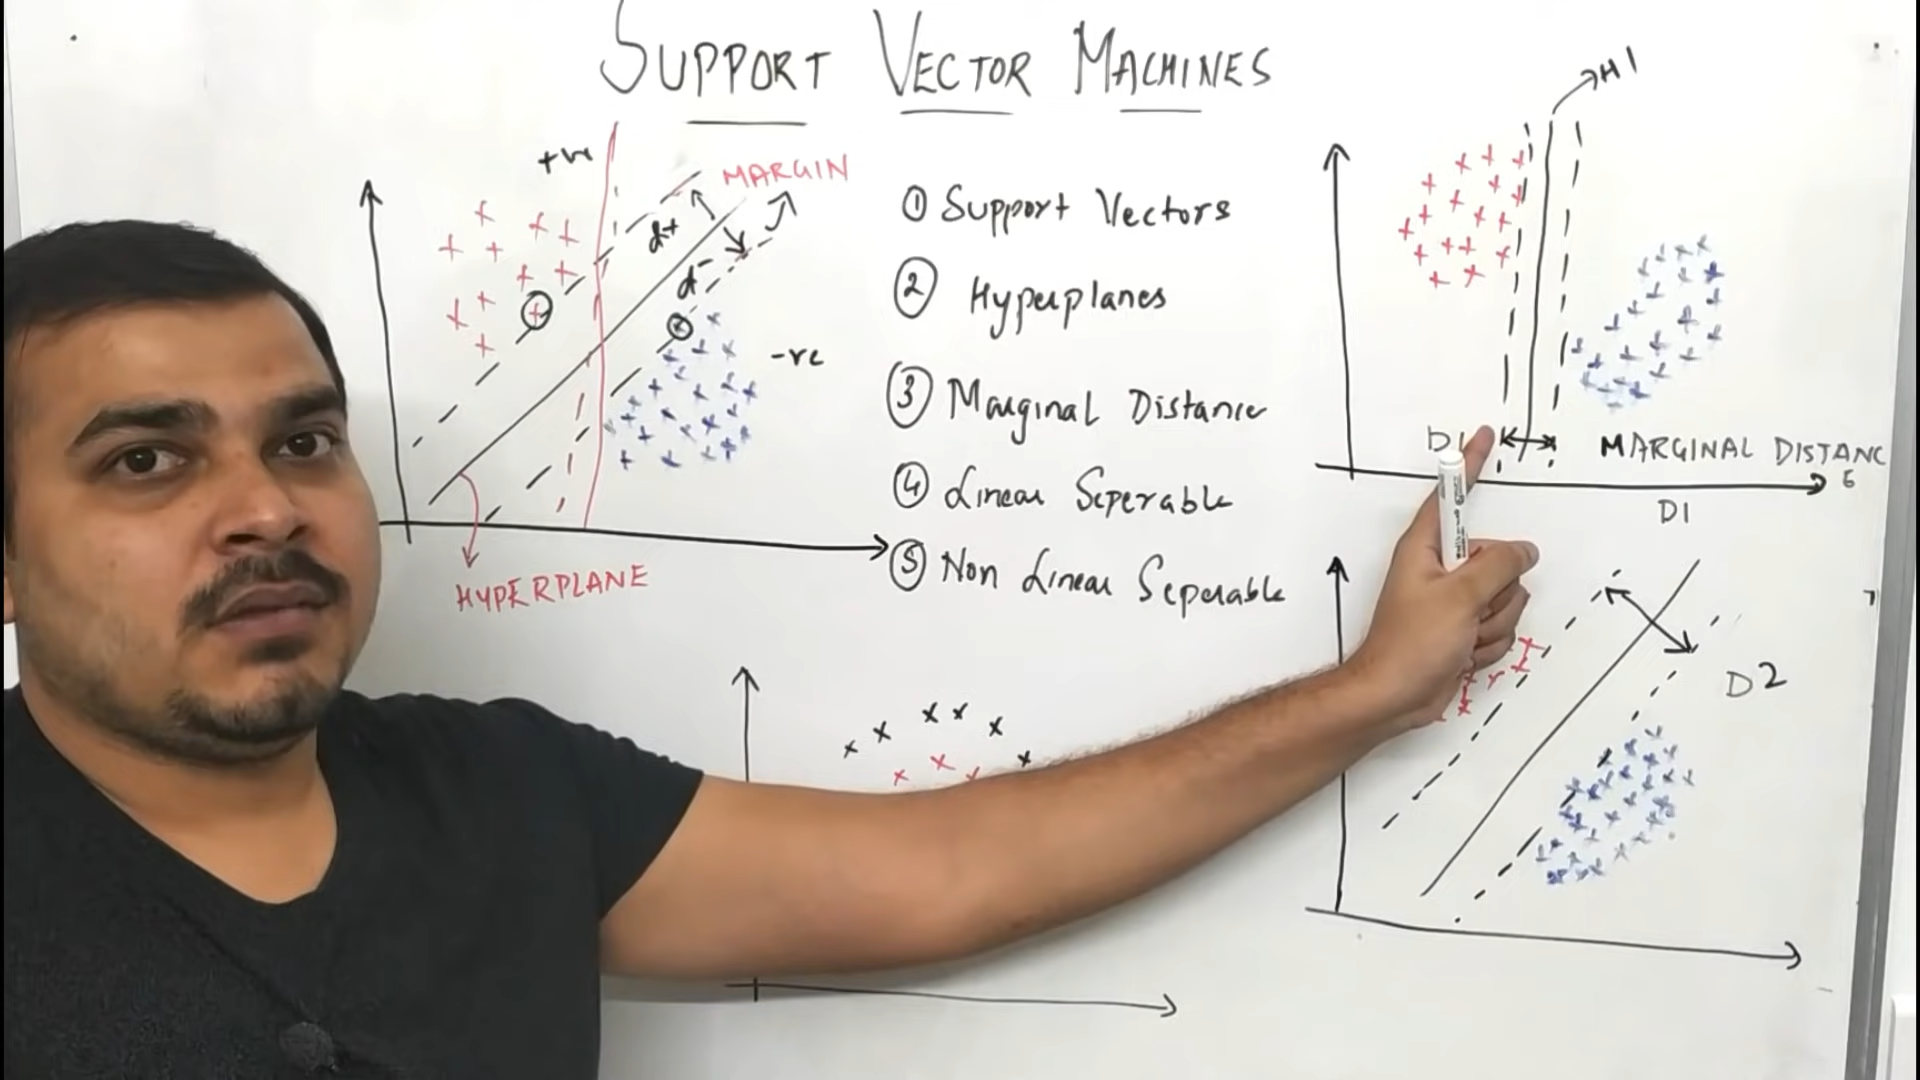 SUPPORT VECTOR MACHINES
+ve
MARGIN
d+
d-
-ve
HYPERPLANE
① Support Vectors
② Hyperplanes
③ Marginal Distance
④ Linear Seperable
⑤ Non Linear Seperable
H1
D1
MARGINAL DISTANC
E
D1
D2